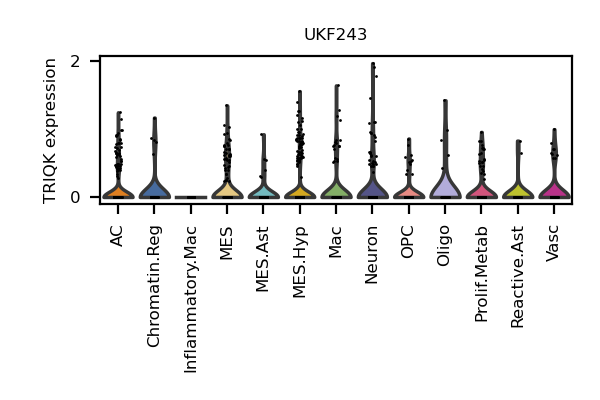 UKF243
TRIQK expression
2
0
AC
Chromatin.Reg
Inflammatory.Mac
MES
MES.Ast
MES.Hyp
Mac
Neuron
OPC
Oligo
Prolif.Metab
Reactive.Ast
Vasc